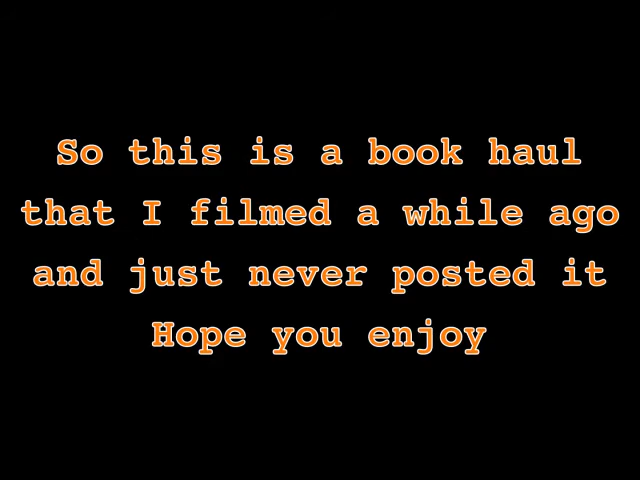 So this is a book haul
that I filmed a while ago
and just never posted it
Hope you enjoy